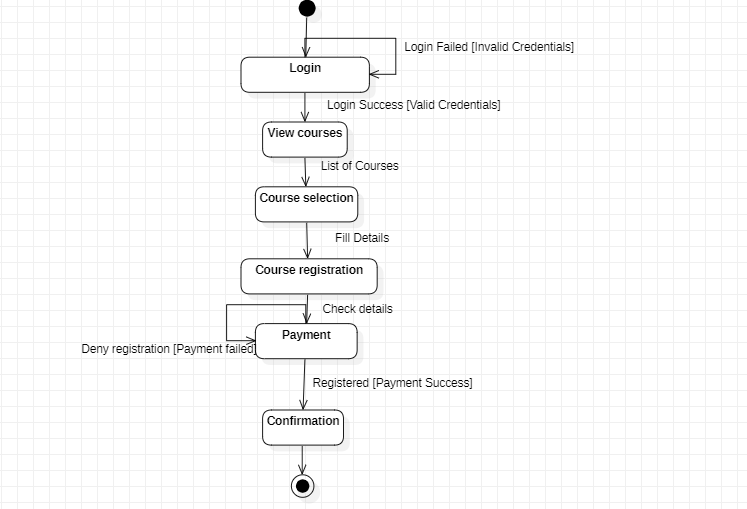 Login Failed [Invalid Credentials]
Login
Login Success [Valid Credentials]
View courses
List of Courses
Course selection
Fill Details
Course registration
Check details
Payment
Deny registration [Payment failed]
Registered [Payment Success]
Confirmation